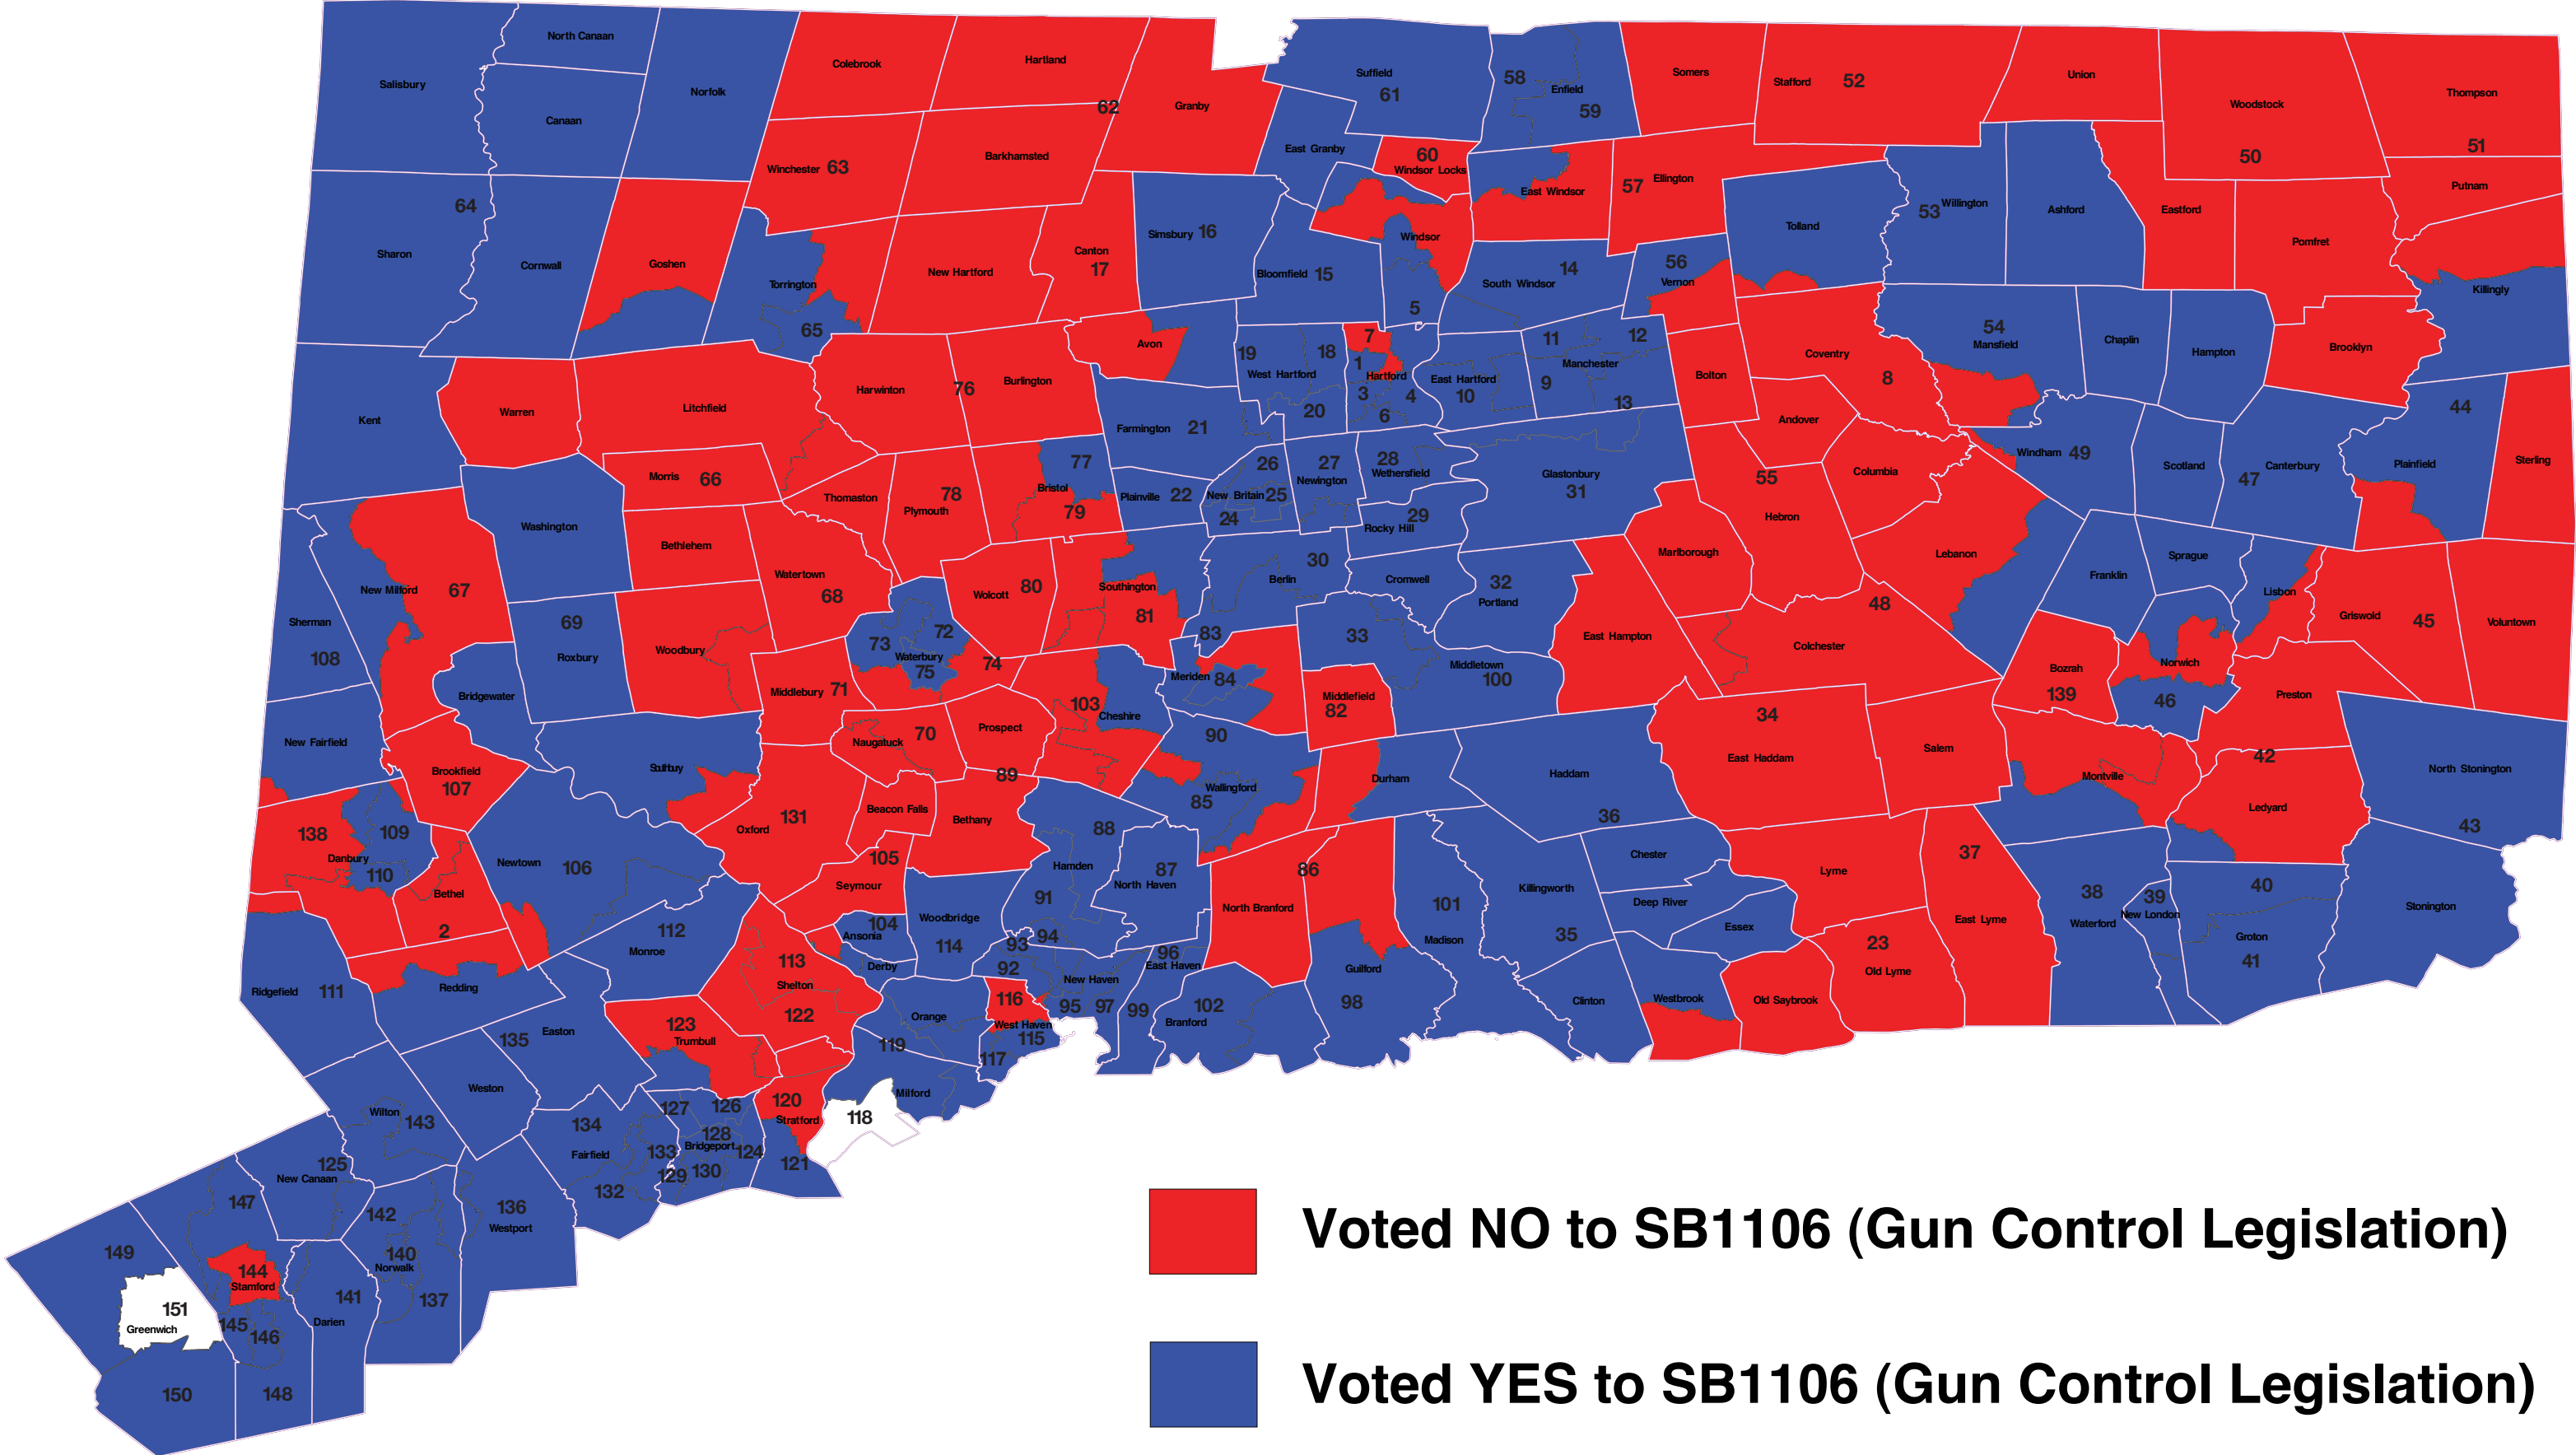 North Canaan
Salisbury
Canaan
Norfolk
Colebrook
Hartland
62
Granby
Suffield
61
58
Enfield
59
Somers
Stafford 52
Union
Woodstock
50
Thompson
51
Putnam
64
Sharon
Cornwall
Goshen
Winchester 63
Barkhamsted
East Granby
60
Windsor Locks
East Windsor
57 Ellington
Tolland
53 Willington
Ashford
Eastford
Pomfret
Killingly
Torrington
65
New Hartford
Canton
17
Simsbury 16
Bloomfield 15
Windsor
5
South Windsor 14
56
Vernon
Coventry
8
54
Mansfield
Chaplin
Hampton
Brooklyn
Kent
Warren
Litchfield
Harwinton
76
Burlington
Avon
19
18
West Hartford
20
7
1
Hartford
3
4
6
East Hartford
10
11
12
Manchester
9
13
Bolton
Andover
Columbia
Windham 49
Scotland
47 Canterbury
44
Plainfield
Sterling
Farmington 21
Morris 66
Thomaston
78
Plymouth
77
Bristol
79
Plainville 22
26
New Britain 25
24
27
Newington
28
Wethersfield
29
Rocky Hill
Glastonbury
31
55
Hebron
Marlborough
Lebanon
Franklin
Sprague
Lisbon
Griswold 45
Voluntown
Washington
Bethlehem
Watertown
68
New Milford 67
Sherman
108
69
Roxbury
Woodbury
Wolcott 80
Southington
81
30
Berlin
Cromwell
32
Portland
East Hampton
48
Colchester
Bozrah
139
Norwich
46
Preston
73
72
Waterbury
75
74
83
Meriden 84
33
Middletown
100
Middlefield
82
Middlebury 71
Bridgewater
New Fairfield
Southbury
Brookfield
107
Naugatuck 70
Prospect
89
103
Cheshire
90
Wallingford
85
Durham
Haddam
36
34
East Haddam
Salem
Montville
42
Ledyard
North Stonington
43
138
Danbury
109
110
Bethel
2
Newtown 106
Oxford 131
Beacon Falls
Bethany
105
Seymour
88
Hamden
91
87
North Haven
86
North Branford
101
Madison
Killingworth
35
Chester
Deep River
Essex
Lyme
37
East Lyme
38
Waterford
39
New London
40
Groton
41
Stonington
Ridgefield 111
Redding
112
Monroe
113
Shelton
122
104
Ansonia
Derby
Woodbridge
114
93
94
92
New Haven
95
97
96
East Haven
99
102
Branford
Guilford
98
Clinton
Westbrook
Old Saybrook
23
Old Lyme
135
Easton
Weston
123
Trumbull
Orange
119
116
West Haven
115
117
Milford
118
120
Stratford
121
Wilton
143
134
Fairfield
132
127
126
128
Bridgeport
124
133
129
130
125
New Canaan
147
142
140
Norwalk
137
136
Westport
149
151
Greenwich
144
Stamford
145
146
141
Darien
150
148
Voted NO to SB1106 (Gun Control Legislation)
Voted YES to SB1106 (Gun Control Legislation)